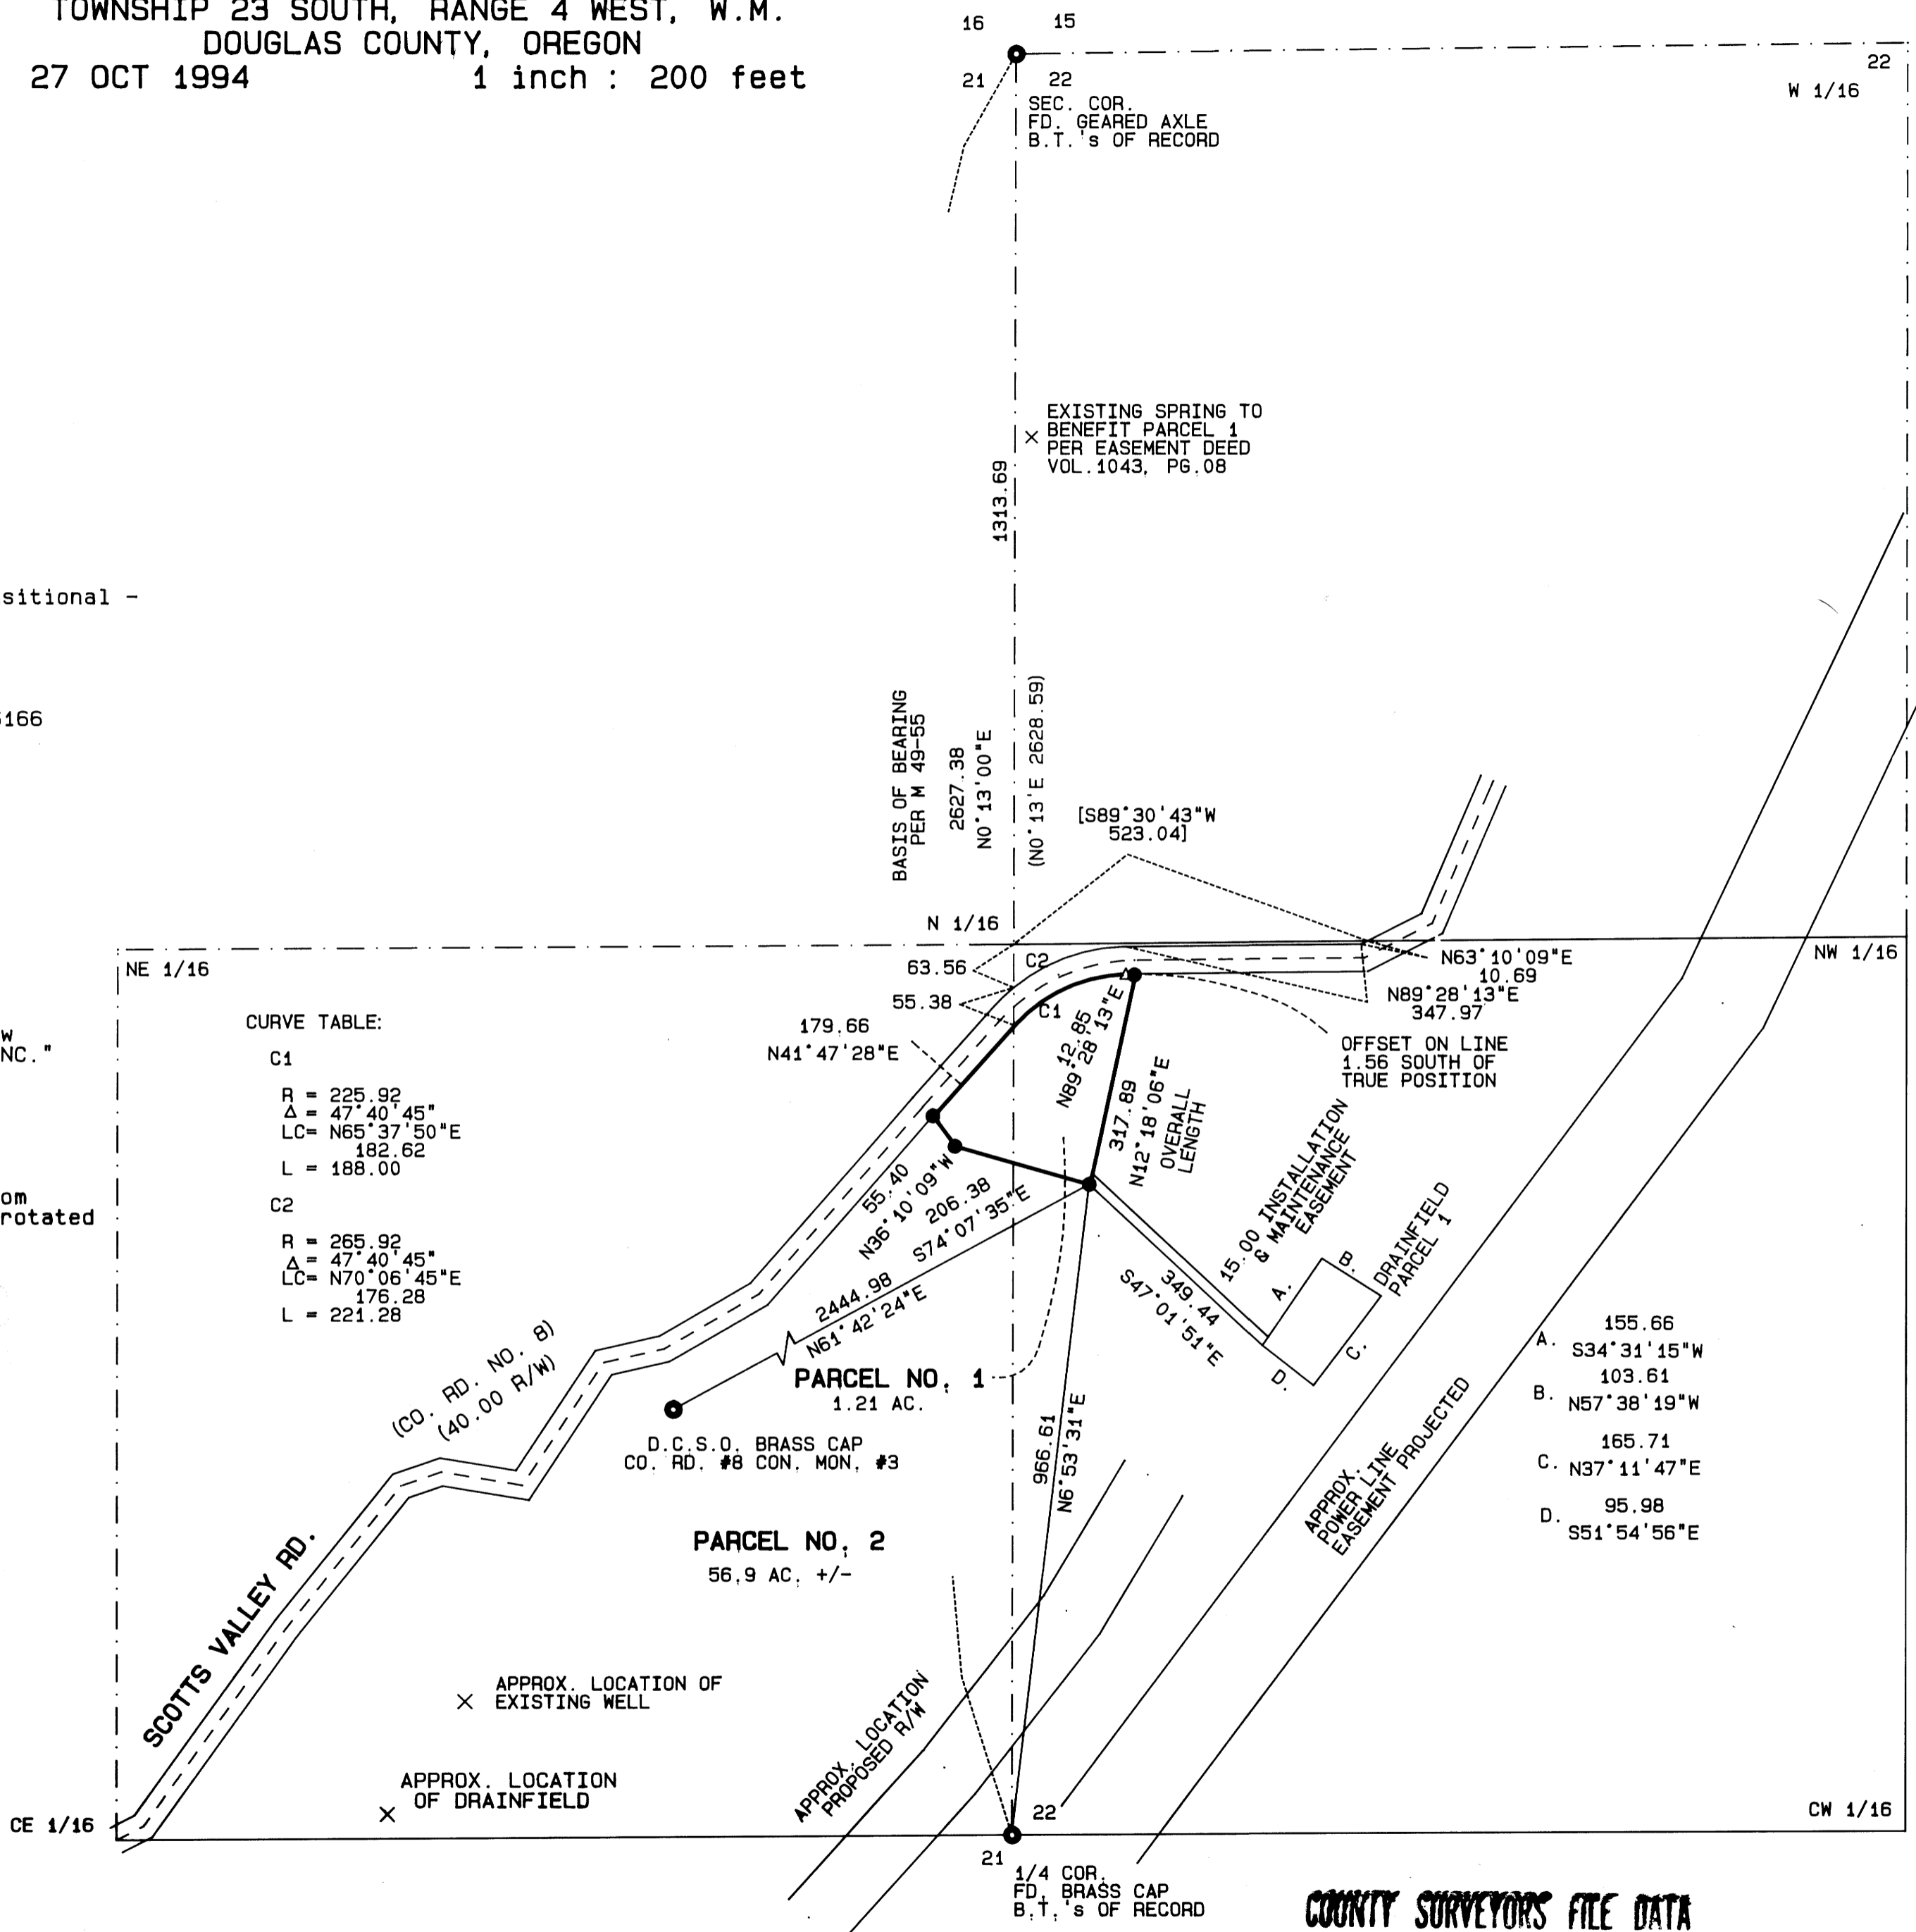 TOWNSHIP 23 SOUTH, RANGE 4 WEST, W.M.
DOUGLAS COUNTY, OREGON
27 OCT 1994 1 inch : 200 feet
16 15
21 22
SEC. COR.
FD. GEARED AXLE
B.T.'s OF RECORD
22
W 1/16
EXISTING SPRING TO
BENEFIT PARCEL 1
PER EASEMENT DEED
VOL.1043, PG.08
1313.69
sitional -
166
BASIS OF BEARING
PER M 49-55
2627.38
N0°13'00"E
(N0°13'E 2628.59)
[S89°30'43"W
523.04]
N 1/16
NE 1/16
NW 1/16
63.56
55.38
C2
C1
N63°10'09"E
10.69
N89°28'13"E
347.97
OFFSET ON LINE
1.56 SOUTH OF
TRUE POSITION
179.66
N41°47'28"E
12.85
N89°28'13"E
317.89
N12°18'06"E
OVERALL
LENGTH
W
NC."
om
rotated
CURVE TABLE:
C1
R = 225.92
Δ = 47°40'45"
LC= N65°37'50"E
182.62
L = 188.00
C2
R = 265.92
Δ = 47°40'45"
LC= N70°06'45"E
176.28
L = 221.28
55.40
N36°10'09"W
206.38
S74°07'35"E
2444.98
N61°42'24"E
15.00 INSTALLATION
& MAINTENANCE
EASEMENT
349.44
S47°01'51"E
A.
B.
C.
D.
DRAINFIELD
PARCEL 1
(CO. RD. NO. 8)
(40.00 R/W)
PARCEL NO. 1
1.21 AC.
D.C.S.O. BRASS CAP
CO. RD. #8 CON. MON. #3
966.61
N6°53'31"E
155.66
A. S34°31'15"W
103.61
B. N57°38'19"W
165.71
C. N37°11'47"E
95.98
D. S51°54'56"E
APPROX.
POWER LINE
EASEMENT PROJECTED
PARCEL NO. 2
56.9 AC. +/-
SCOTTS VALLEY RD.
APPROX. LOCATION OF
EXISTING WELL
APPROX. LOCATION
OF DRAINFIELD
APPROX. LOCATION
PROPOSED R/W
CE 1/16
22
CW 1/16
21
1/4 COR.
FD. BRASS CAP
B.T.'s OF RECORD
COUNTY SURVEYORS FILE DATA